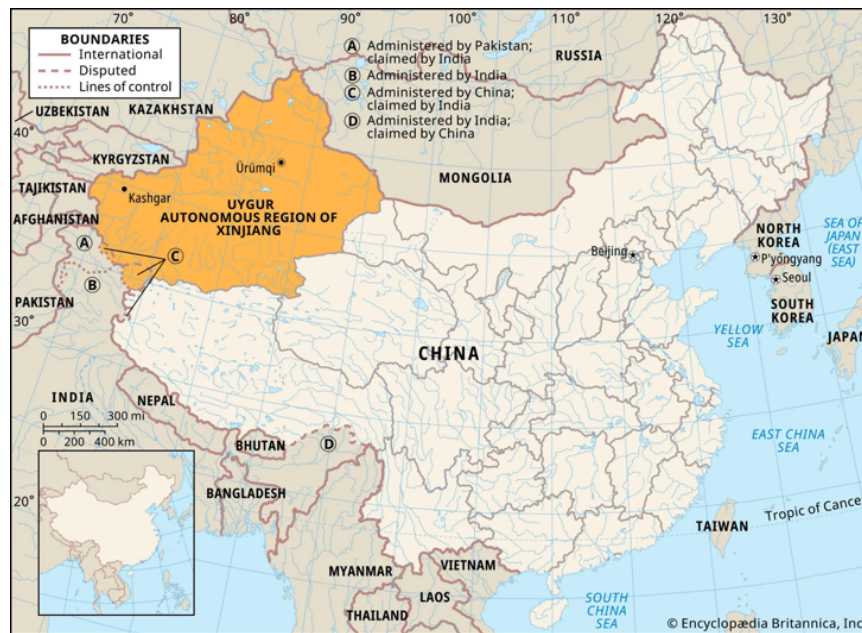 70°
80°
90°
100°
110°
120°
130°
BOUNDARIES
International
Disputed
Lines of control
A Administered by Pakistan;
claimed by India
B Administered by India
C Administered by China;
claimed by India
D Administered by India;
claimed by China
RUSSIA
UZBEKISTAN
KAZAKHSTAN
40°
KYRGYZSTAN
Ürümqi
MONGOLIA
TAJIKISTAN
Kashgar
UYGUR
AUTONOMOUS REGION OF
XINJIANG
AFGHANISTAN
NORTH
KOREA
SEA OF
JAPAN
(EAST
SEA)
A
C
Beijing
P'yŏngyang
Seoul
B
PAKISTAN
SOUTH
KOREA
30°
YELLOW
SEA
JAPAN
CHINA
INDIA
NEPAL
0 150 300 mi
0 200 400 km
BHUTAN
D
EAST CHINA
SEA
BANGLADESH
20°
Tropic of Cance
TAIWAN
MYANMAR
VIETNAM
LAOS
THAILAND
SOUTH
CHINA
SEA
© Encyclopædia Britannica, Inc